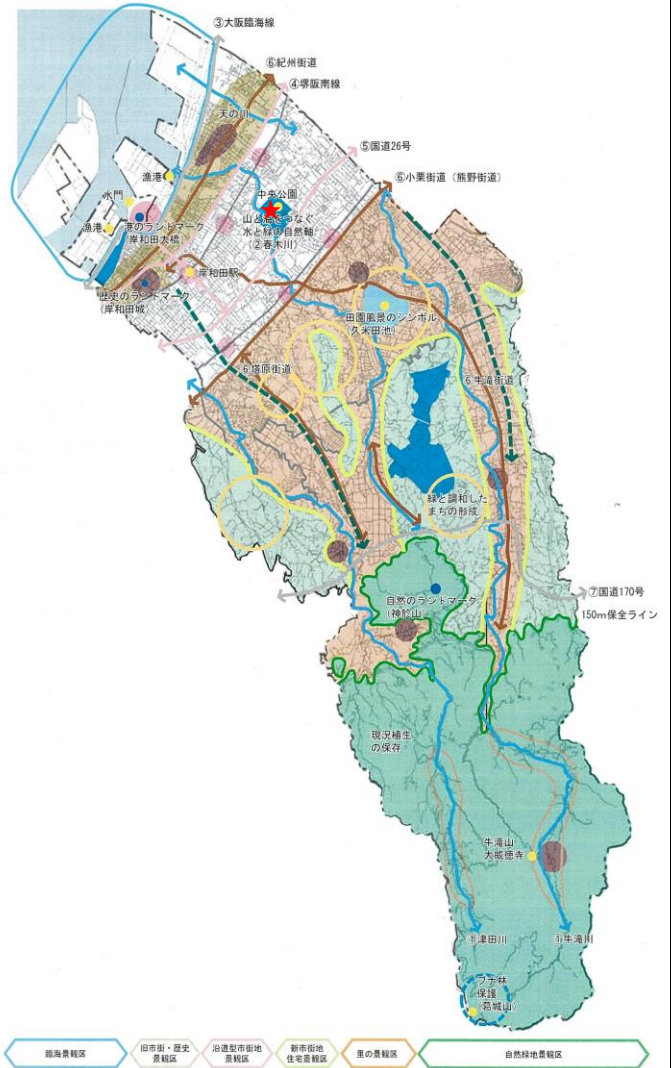 ③大阪臨海線
⑥紀州街道
④堺阪南線
天の川
⑤国道26号
漁港
⑥小栗街道（熊野街道）
水門
中央公園
漁港
港のランドマーク
岸和田大橋
山と海をつなぐ
水と緑の自然軸
（②春木川）
岸和田駅
歴史のランドマーク
（岸和田城）
田園風景のシンボル
（久米田池）
⑥塔原街道
⑥牛滝街道
緑と調和した
まちの形成
⑦国道170号
自然のランドマーク
（神於山）
150m保全ライン
現況植生
の保存
牛滝山
大威徳寺
①津田川
①牛滝川
ブナ林
保護
（葛城山）
臨海景観区
旧市街・歴史
景観区
沿道型市街地
景観区
新市街地
住宅景観区
里の景観区
自然緑地景観区